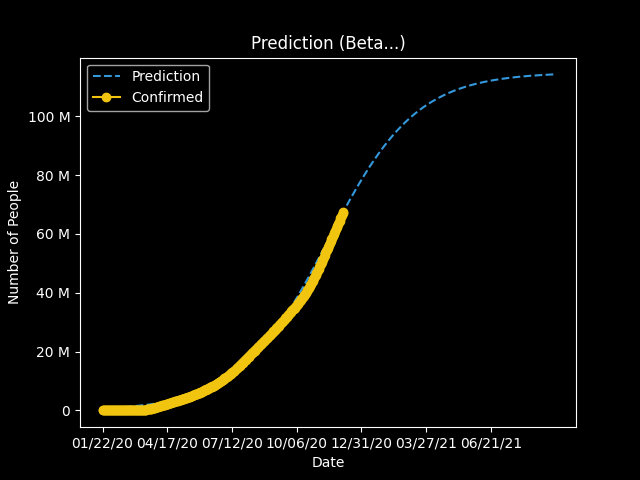 Prediction (Beta...)
Prediction
Confirmed
100 M
80 M
60 M
40 M
20 M
0
Number of People
01/22/20 04/17/20 07/12/20 10/06/20 12/31/20 03/27/21 06/21/21
Date